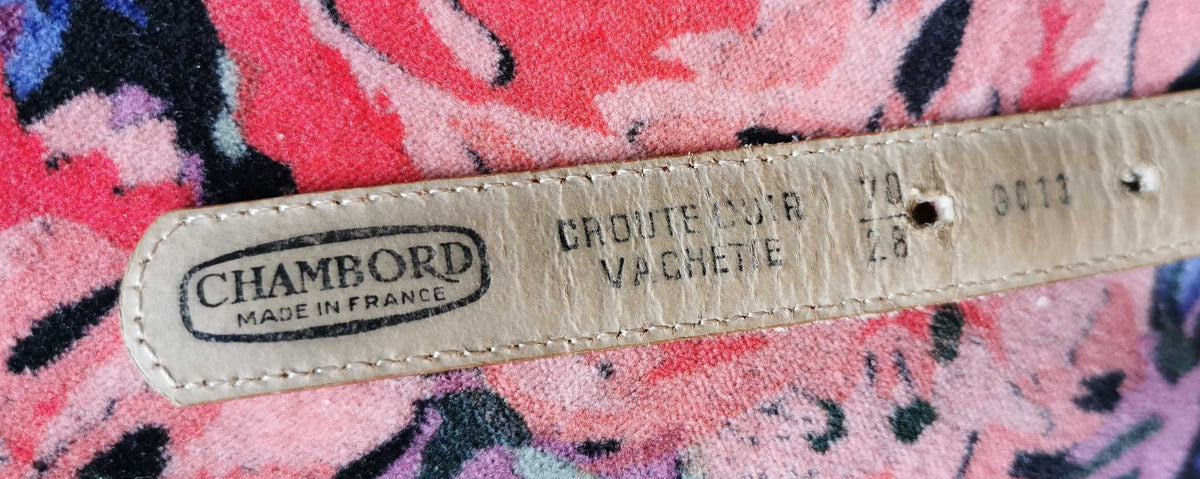 CHAMBORD
MADE IN FRANCE
CROUTE CUIR
VACHETTE
70
28
0013